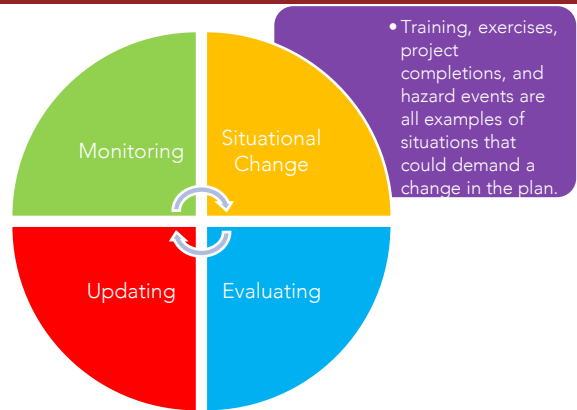 • Training, exercises,
project
completions, and
hazard events are
all examples of
situations that
could demand a
change in the plan.
Monitoring
Situational
Change
Updating
Evaluating